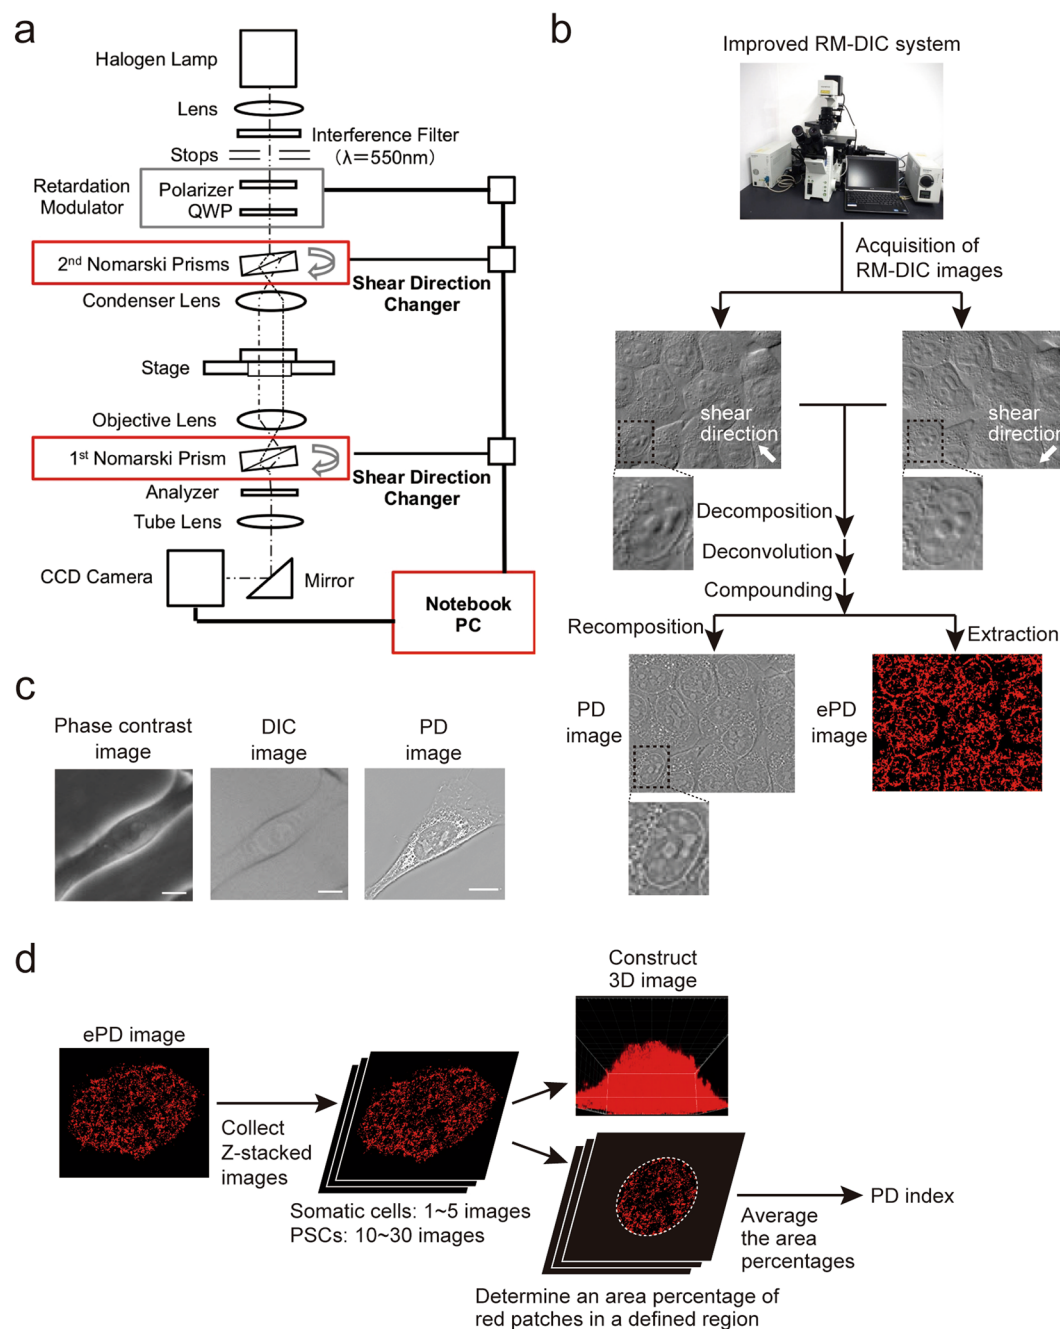 a
Halogen Lamp
Lens
Interference Filter
(λ=550nm)
Stops
Retardation
Modulator
Polarizer
QWP
2nd Nomarski Prisms
Shear Direction
Changer
Condenser Lens
Stage
Objective Lens
1st Nomarski Prism
Shear Direction
Changer
Analyzer
Tube Lens
CCD Camera
Mirror
Notebook
PC
b
Improved RM-DIC system
Acquisition of
RM-DIC images
shear
direction
shear
direction
Decomposition
Deconvolution
Compounding
Recomposition
Extraction
PD
image
ePD
image
c
Phase contrast
image
DIC
image
PD
image
d
ePD image
Collect
Z-stacked
images
Somatic cells: 1~5 images
PSCs: 10~30 images
Construct
3D image
Determine an area percentage of
red patches in a defined region
Average
the area
percentages
PD index